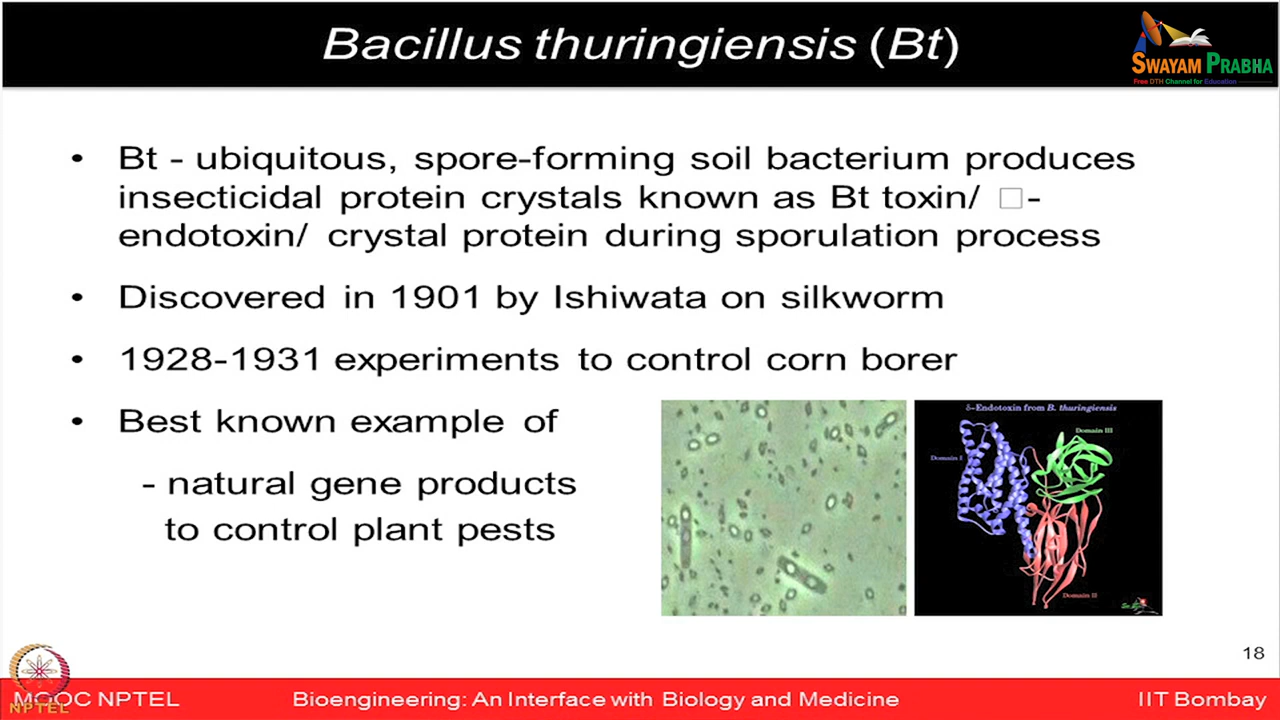 Bacillus thuringiensis (Bt)
SWAYAM PRABHA
Free DTH Channel for Education
• Bt - ubiquitous, spore-forming soil bacterium produces
insecticidal protein crystals known as Bt toxin/ □-
endotoxin/ crystal protein during sporulation process
• Discovered in 1901 by Ishiwata on silkworm
• 1928-1931 experiments to control corn borer
• Best known example of
- natural gene products
to control plant pests
δ-Endotoxin from B. thuringiensis
Domain III
Domain I
Domain II
18
MOOC NPTEL
NPTEL
Bioengineering: An Interface with Biology and Medicine
IIT Bombay